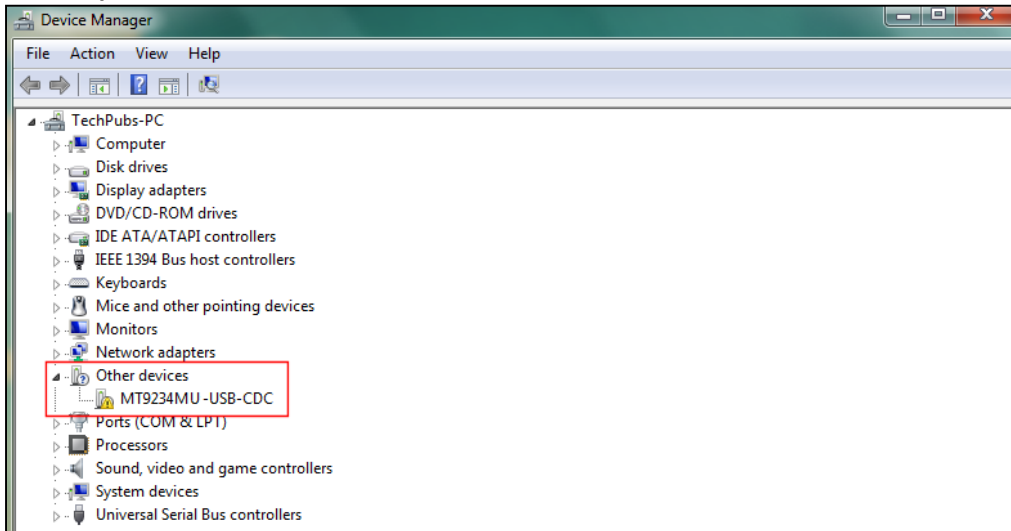 Device Manager
File Action View Help
TechPubs-PC
Computer
Disk drives
Display adapters
DVD/CD-ROM drives
IDE ATA/ATAPI controllers
IEEE 1394 Bus host controllers
Keyboards
Mice and other pointing devices
Monitors
Network adapters
Other devices
MT9234MU -USB-CDC
Ports (COM & LPT)
Processors
Sound, video and game controllers
System devices
Universal Serial Bus controllers